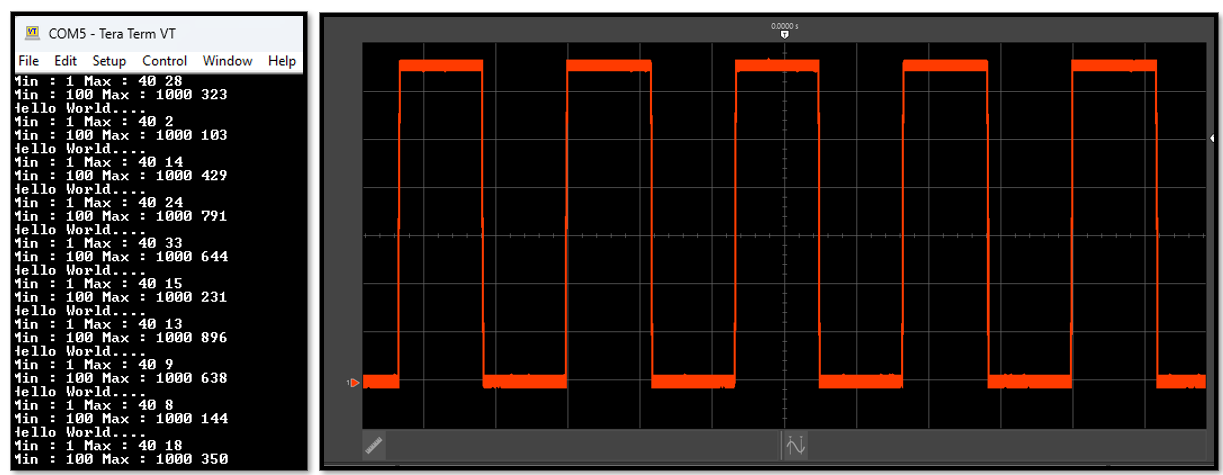 VT COM5 - Tera Term VT
File Edit Setup Control Window Help
Min : 1 Max : 40 28
Min : 100 Max : 1000 323
Hello World....
Min : 1 Max : 40 2
Min : 100 Max : 1000 103
Hello World....
Min : 1 Max : 40 14
Min : 100 Max : 1000 429
Hello World....
Min : 1 Max : 40 24
Min : 100 Max : 1000 791
Hello World....
Min : 1 Max : 40 33
Min : 100 Max : 1000 644
Hello World....
Min : 1 Max : 40 15
Min : 100 Max : 1000 231
Hello World....
Min : 1 Max : 40 13
Min : 100 Max : 1000 896
Hello World....
Min : 1 Max : 40 9
Min : 100 Max : 1000 638
Hello World....
Min : 1 Max : 40 8
Min : 100 Max : 1000 144
Hello World....
Min : 1 Max : 40 18
Min : 100 Max : 1000 350
0.0000 s
T
1